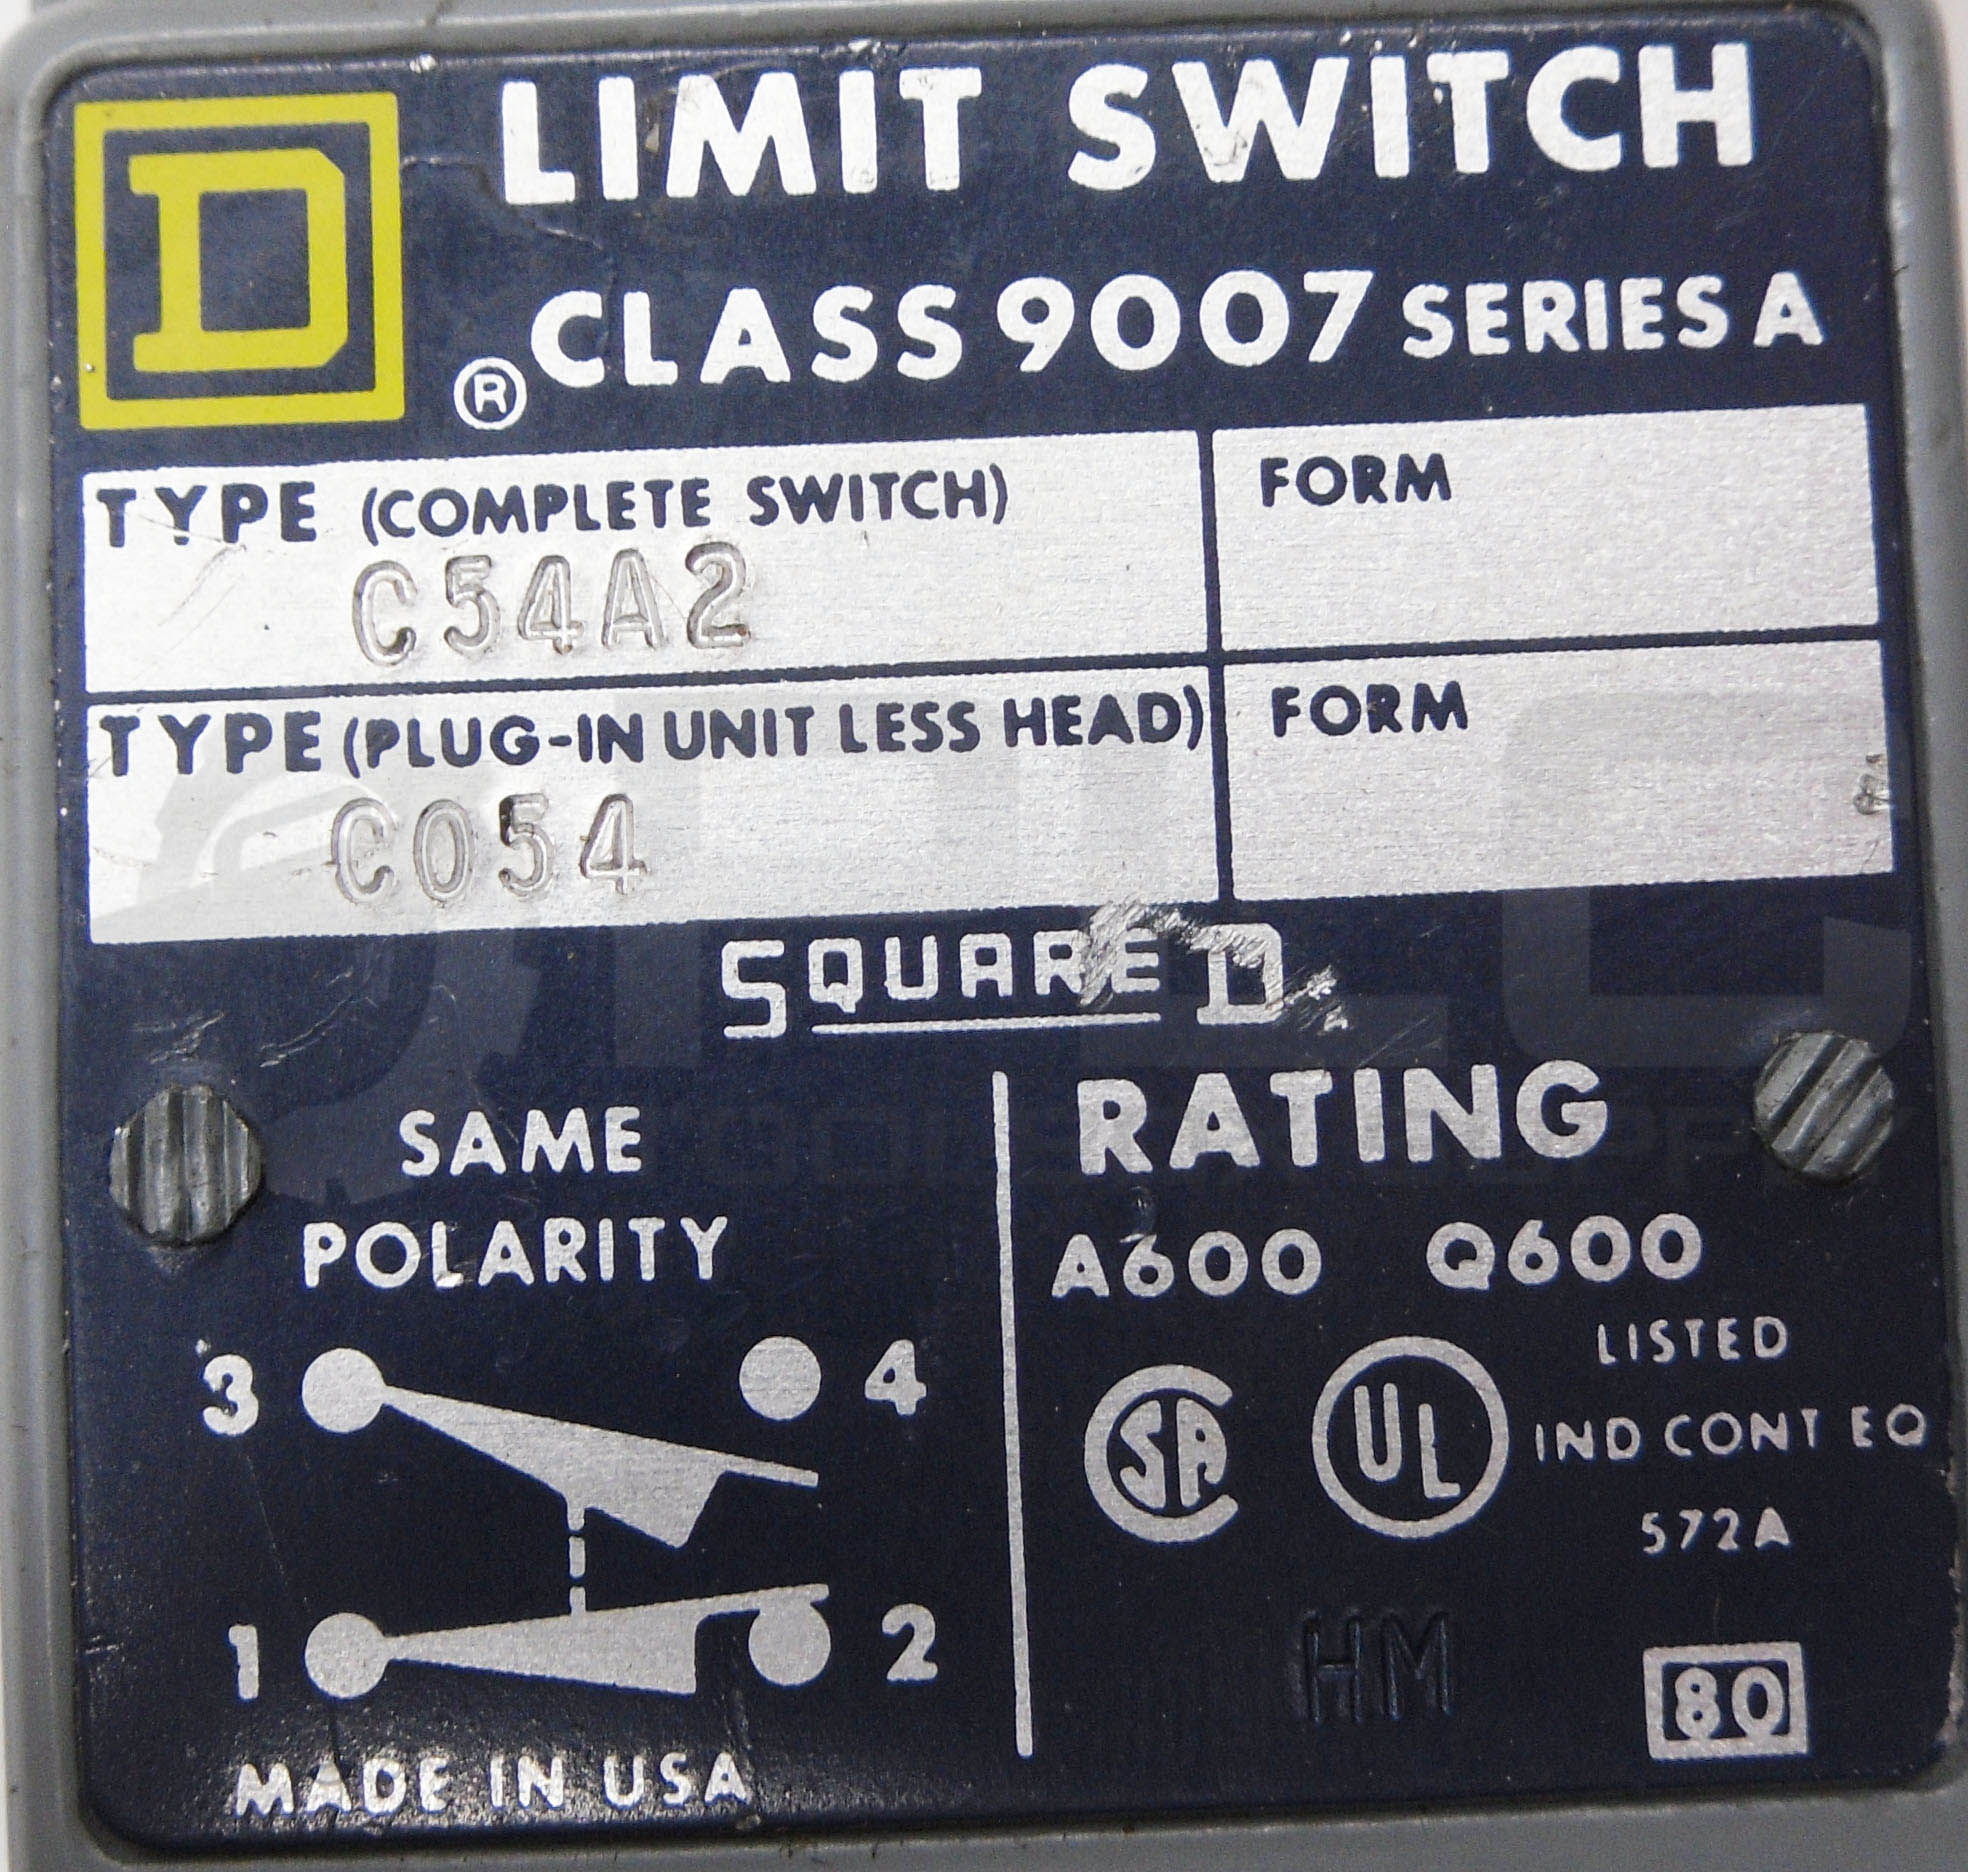 D LIMIT SWITCH
® CLASS 9007 SERIES A
TYPE (COMPLETE SWITCH) FORM
C54A2
TYPE (PLUG-IN UNIT LESS HEAD) FORM
C054
SQUARE D
SAME
POLARITY
3 4
1 2
MADE IN USA
RATING
A600 Q600
SA UL LISTED
IND CONT EQ
572A
HM
80